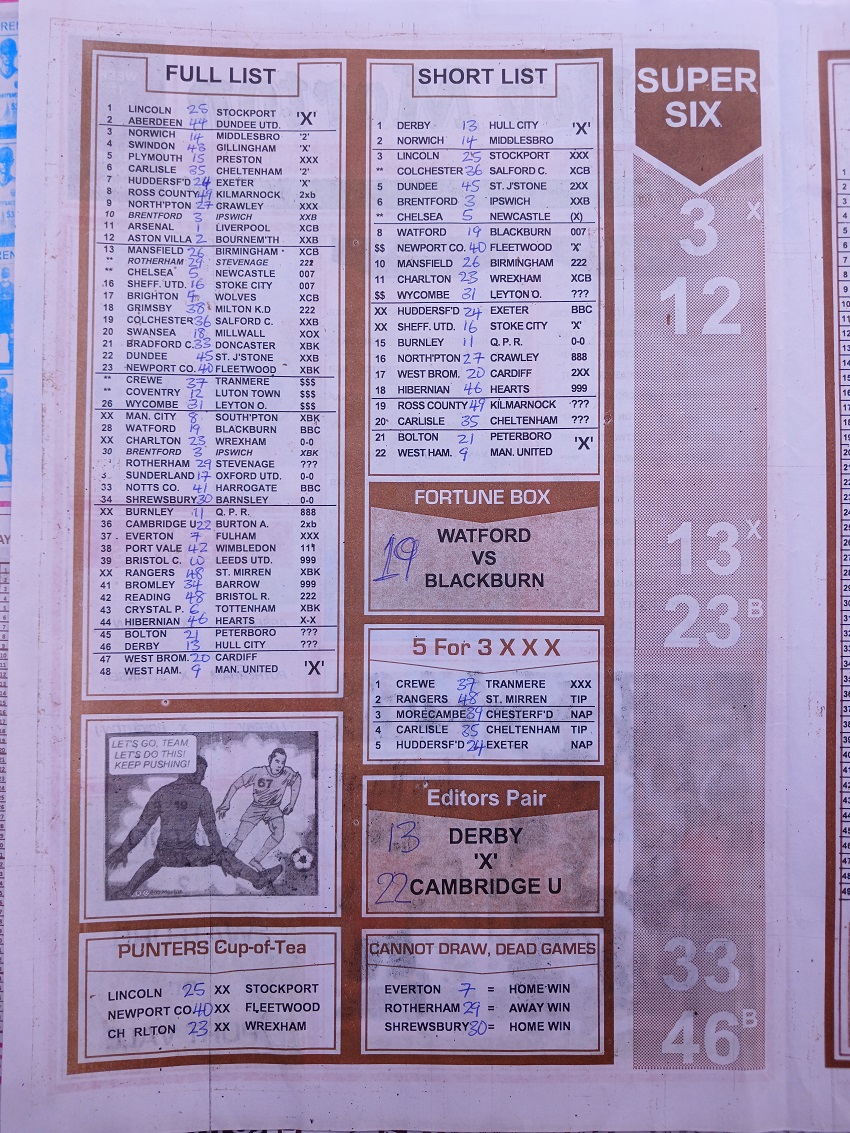 FULL LIST
1 LINCOLN 25 STOCKPORT 'X'
2 ABERDEEN 44 DUNDEE UTD.
3 NORWICH 14 MIDDLESBRO '2'
4 SWINDON 43 GILLINGHAM 'X'
5 PLYMOUTH 15 PRESTON XXX
6 CARLISLE 35 CHELTENHAM '2'
7 HUDDERSF'D 24 EXETER 'X'
8 ROSS COUNTY 49 KILMARNOCK 2xb
9 NORTH'PTON 27 CRAWLEY XXX
10 BRENTFORD 3 IPSWICH XXB
11 ARSENAL 1 LIVERPOOL XCB
12 ASTON VILLA 2 BOURNEM'TH XXB
13 MANSFIELD 26 BIRMINGHAM XCB
** ROTHERHAM 29 STEVENAGE 222
** CHELSEA 5 NEWCASTLE 007
16 SHEFF. UTD. 16 STOKE CITY 007
17 BRIGHTON 4 WOLVES XCB
18 GRIMSBY 38 MILTON K.D 222
19 COLCHESTER 36 SALFORD C. XXB
20 SWANSEA 18 MILLWALL XOX
21 BRADFORD C. 33 DONCASTER XBK
22 DUNDEE 45 ST. J'STONE XXB
23 NEWPORT CO. 40 FLEETWOOD XBK
** CREWE 37 TRANMERE $$$
** COVENTRY 12 LUTON TOWN $$$
26 WYCOMBE 31 LEYTON O. $$$
XX MAN. CITY 8 SOUTH'PTON XBK
28 WATFORD 19 BLACKBURN BBC
XX CHARLTON 23 WREXHAM 0-0
30 BRENTFORD 3 IPSWICH XBK
ROTHERHAM 29 STEVENAGE ???
SUNDERLAND 17 OXFORD UTD. 0-0
33 NOTTS CO. 41 HARROGATE BBC
34 SHREWSBURY 30 BARNSLEY 0-0
XX BURNLEY 11 Q. P. R. 888
36 CAMBRIDGE U 22 BURTON A. 2xb
37 EVERTON 7 FULHAM XXX
38 PORT VALE 42 WIMBLEDON 111
39 BRISTOL C. 10 LEEDS UTD. 999
XX RANGERS 48 ST. MIRREN XBK
41 BROMLEY 34 BARROW 999
42 READING 48 BRISTOL R. 222
43 CRYSTAL P. 6 TOTTENHAM XBK
44 HIBERNIAN 46 HEARTS X-X
45 BOLTON 21 PETERBORO ???
46 DERBY 13 HULL CITY ???
47 WEST BROM. 20 CARDIFF 'X'
48 WEST HAM. 9 MAN. UNITED
LET'S GO, TEAM
LET'S DO THIS!
KEEP PUSHING!
19
67
PUNTERS Cup-of-Tea
LINCOLN 25 XX STOCKPORT
NEWPORT CO. 40 XX FLEETWOOD
CH RLTON 23 XX WREXHAM
SHORT LIST
1 DERBY 13 HULL CITY 'X'
2 NORWICH 14 MIDDLESBRO
3 LINCOLN 25 STOCKPORT XXX
** COLCHESTER 36 SALFORD C. XCB
5 DUNDEE 45 ST. J'STONE 2XX
6 BRENTFORD 3 IPSWICH XXB
** CHELSEA 5 NEWCASTLE (X)
8 WATFORD 19 BLACKBURN 007
$$ NEWPORT CO. 40 FLEETWOOD 'X'
10 MANSFIELD 26 BIRMINGHAM 222
11 CHARLTON 23 WREXHAM XCB
$$ WYCOMBE 31 LEYTON O. ???
XX HUDDERSF'D 24 EXETER BBC
XX SHEFF. UTD. 16 STOKE CITY 'X'
15 BURNLEY 11 Q. P. R. 0-0
16 NORTH'PTON 27 CRAWLEY 888
17 WEST BROM. 20 CARDIFF 2XX
18 HIBERNIAN 46 HEARTS 999
19 ROSS COUNTY 49 KILMARNOCK ???
20 CARLISLE 35 CHELTENHAM ???
21 BOLTON 21 PETERBORO 'X'
22 WEST HAM. 9 MAN. UNITED
FORTUNE BOX
WATFORD
19 VS
BLACKBURN
5 For 3 X X X
1 CREWE 37 TRANMERE XXX
2 RANGERS 48 ST. MIRREN TIP
3 MORECAMBE 39 CHESTERF'D NAP
4 CARLISLE 35 CHELTENHAM TIP
5 HUDDERSF'D 24 EXETER NAP
Editors Pair
13 DERBY
'X'
22 CAMBRIDGE U
CANNOT DRAW, DEAD GAMES
EVERTON 7 = HOME WIN
ROTHERHAM 29 = AWAY WIN
SHREWSBURY 30 = HOME WIN
SUPER
SIX
3 X
12
13 X
23 B
33
46 B